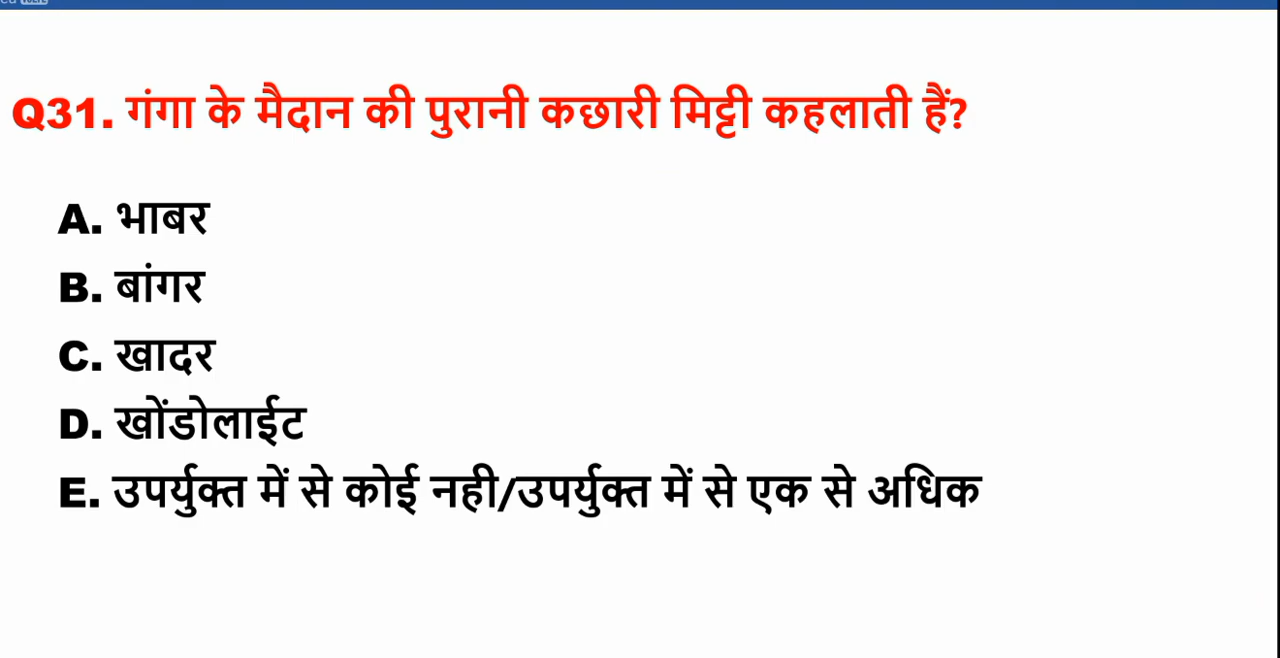 Q31. गंगा के मैदान की पुरानी कछारी मिट्टी कहलाती हैं?
A. भाबर
B. बांगर
C. खादर
D. खोंडोलाईट
E. उपर्युक्त में से कोई नही/उपर्युक्त में से एक से अधिक